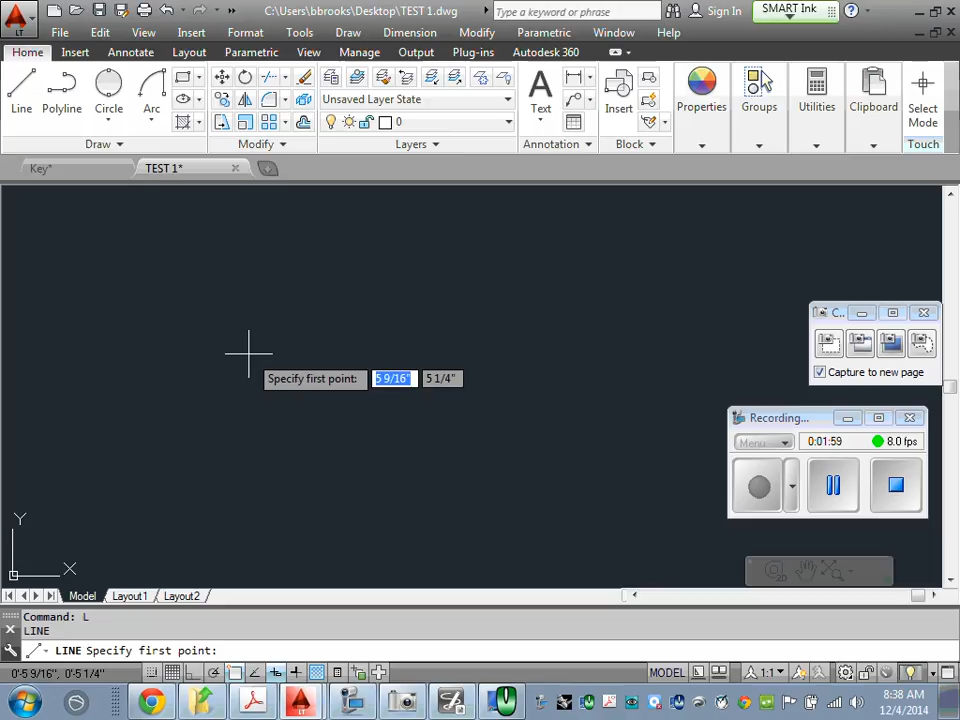 C:\Users\bbrooks\Desktop\TEST 1.dwg
Type a keyword or phrase
Sign In
SMART Ink
LT
File Edit View Insert Format Tools Draw Dimension Modify Parametric Window Help
Home Insert Annotate Layout Parametric View Manage Output Plug-ins Autodesk 360
Line Polyline Circle Arc
Unsaved Layer State
0
Text
Insert
Properties Groups Utilities Clipboard Select Mode
Draw Modify Layers Annotation Block Touch
Key* TEST 1*
Specify first point: 5 9/16" 5 1/4"
C..
Capture to new page
Recording...
Menu 0:01:59 8.0 fps
Y
X
2D
Model Layout1 Layout2
Command: L
LINE
LINE Specify first point:
0'-5 9/16", 0'-5 1/4"
MODEL 1:1
LT
8:38 AM
12/4/2014